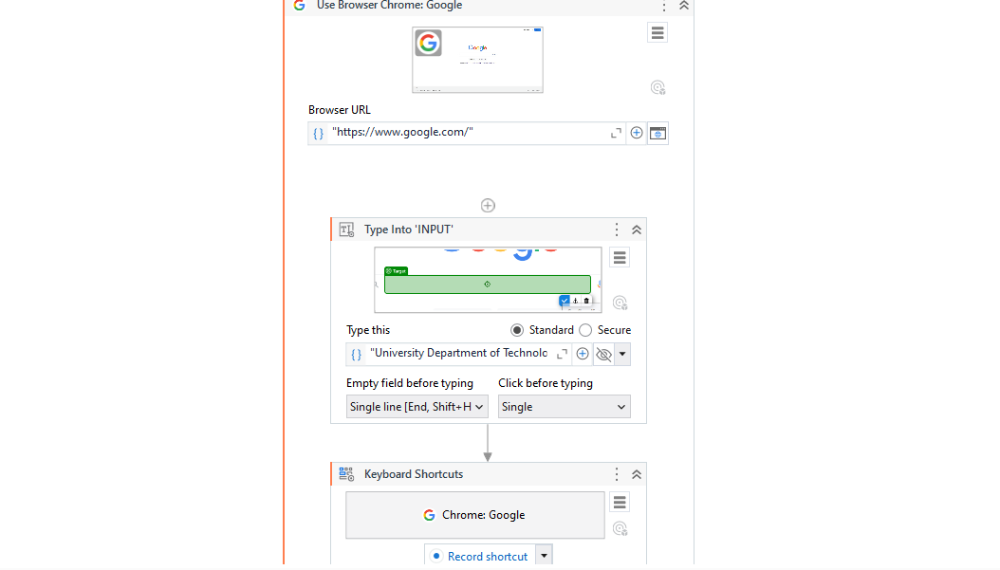 Use Browser Chrome: Google
Google
Browser URL
{ } "https://www.google.com/"
Type Into 'INPUT'
Target
Type this
Standard
Secure
{ } "University Department of Technolo
Empty field before typing
Click before typing
Single line [End, Shift+H
Single
Keyboard Shortcuts
Chrome: Google
Record shortcut